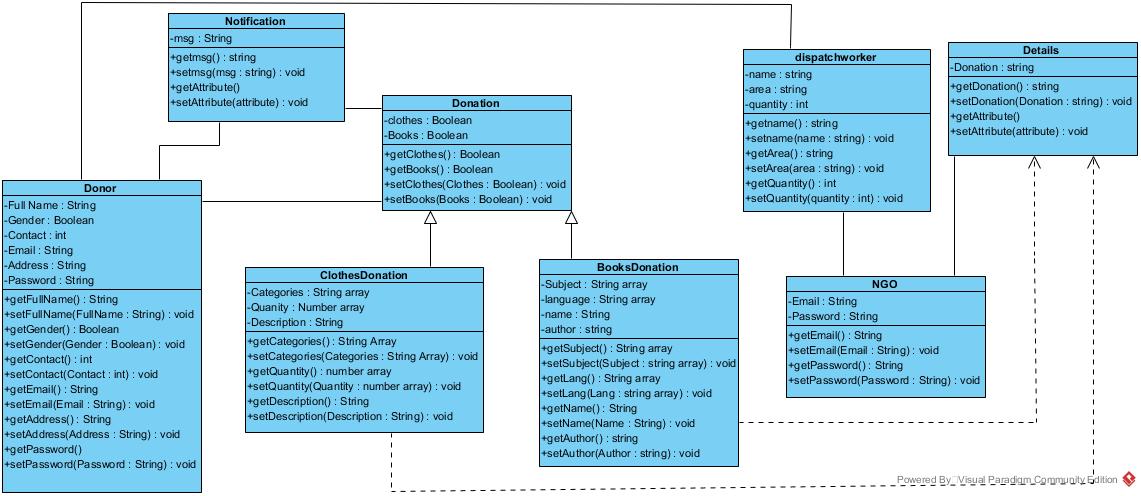 Notification
-msg : String
+getmsg() : string
+setmsg(msg : string) : void
+getAttribute()
+setAttribute(attribute) : void
Donation
-clothes : Boolean
-Books : Boolean
+getClothes() : Boolean
+getBooks() : Boolean
+setClothes(Clothes : Boolean) : void
+setBooks(Books : Boolean) : void
dispatchworker
-name : string
-area : string
-quantity : int
+getname() : string
+setname(name : string) : void
+getArea() : string
+setArea(area : string) : void
+getQuantity() : int
+setQuantity(quantity : int) : void
Details
-Donation : string
+getDonation() : string
+setDonation(Donation : string) : void
+getAttribute()
+setAttribute(attribute) : void
Donor
-Full Name : String
-Gender : Boolean
-Contact : int
-Email : String
-Address : String
-Password : String
+getFullName() : String
+setFullName(FullName : String) : void
+getGender() : Boolean
+setGender(Gender : Boolean) : void
+getContact() : int
+setContact(Contact : int) : void
+getEmail() : String
+setEmail(Email : String) : void
+getAddress() : String
+setAddress(Address : String) : void
+getPassword()
+setPassword(Password : String) : void
ClothesDonation
-Categories : String array
-Quanity : Number array
-Description : String
+getCategories() : String Array
+setCategories(Categories : String Array) : void
+getQuantity() : number array
+setQuantity(Quantity : number array) : void
+getDescription() : String
+setDescription(Description : String) : void
BooksDonation
-Subject : String array
-language : String array
-name : String
-author : string
+getSubject() : String array
+setSubject(Subject : string array) : void
+getLang() : String array
+setLang(Lang : string array) : void
+getName() : String
+setName(Name : String) : void
+getAuthor() : string
+setAuthor(Author : string) : void
NGO
-Email : String
-Password : String
+getEmail() : String
+setEmail(Email : String) : void
+getPassword() : String
+setPassword(Password : String) : void
Powered By Visual Paradigm Community Edition